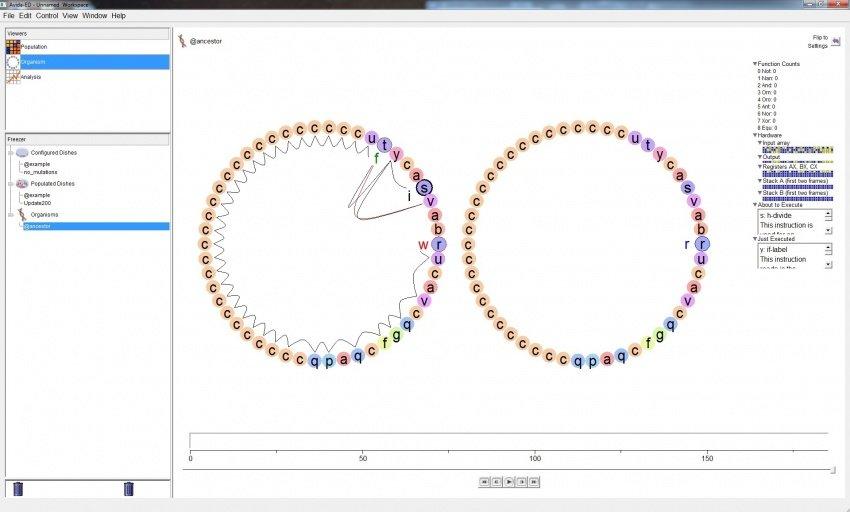 Avida-ED - Unnamed Workspace
File Edit Control View Window Help
Viewers
Population
Organism
Analysis
Freezer
Configured Dishes
@example
no_mutations
Populated Dishes
@example
Update200
Organisms
@ancestor
@ancestor
Flip to
Settings
Function Counts
0 Not: 0
1 Nan: 0
2 And: 0
3 Orn: 0
4 Oro: 0
5 Ant: 0
6 Nor: 0
7 Xor: 0
8 Equ: 0
Hardware
Input array
Output
Registers AX, BX, CX
Stack A (first two frames)
Stack B (first two frames)
About to Execute
s: h-divide
This instruction is
Just Executed
y: if-label
This instruction
r u c a v c q g f c q a p q c c c c c c c c c c c c c c c c c c c c c c c c c c c c c c u t y c a s v a b
w
f
i
r u c a v c q g f c q a p q c c c c c c c c c c c c c c c c c c c c c c c c c c c c c c u t y c a s v a b
r
0 50 100 150